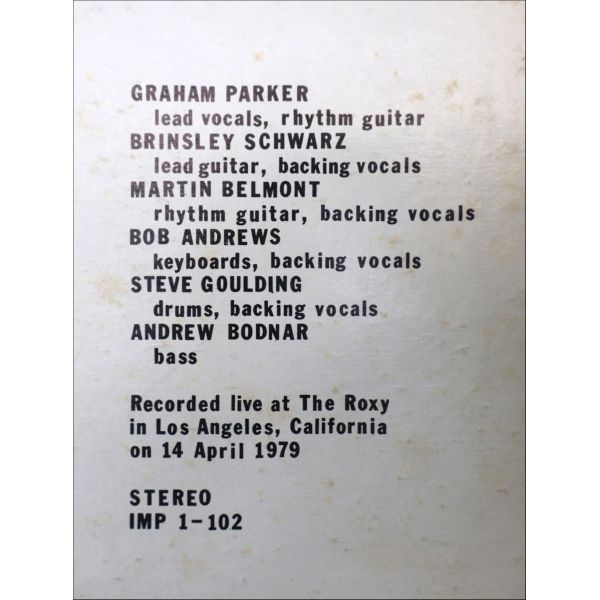 GRAHAM PARKER
lead vocals, rhythm guitar
BRINSLEY SCHWARZ
lead guitar, backing vocals
MARTIN BELMONT
rhythm guitar, backing vocals
BOB ANDREWS
keyboards, backing vocals
STEVE GOULDING
drums, backing vocals
ANDREW BODNAR
bass
Recorded live at The Roxy
in Los Angeles, California
on 14 April 1979
STEREO
IMP 1-102